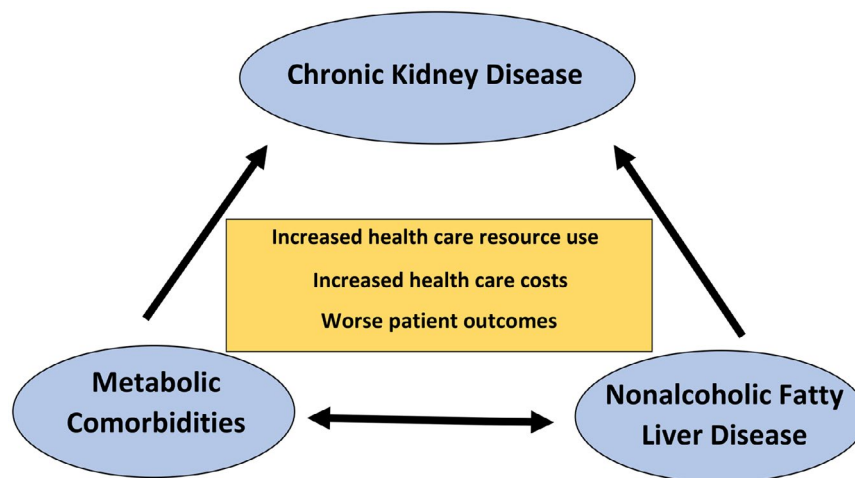 Chronic Kidney Disease
Increased health care resource use
Increased health care costs
Worse patient outcomes
Metabolic
Comorbidities
Nonalcoholic Fatty
Liver Disease